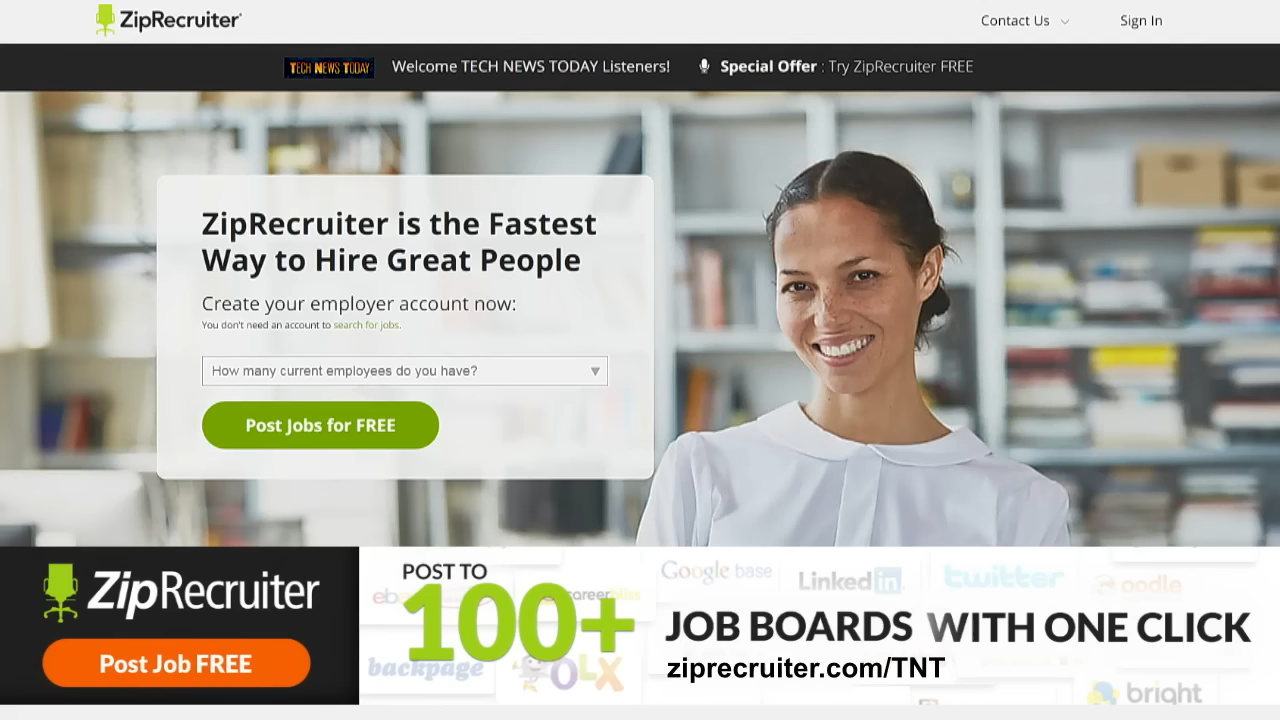 ZipRecruiter
Contact Us
Sign In
TECH NEWS TODAY
Welcome TECH NEWS TODAY Listeners!
Special Offer : Try ZipRecruiter FREE
ZipRecruiter is the Fastest
Way to Hire Great People
Create your employer account now:
You don't need an account to search for jobs.
How many current employees do you have?
Post Jobs for FREE
ZipRecruiter
Post Job FREE
POST TO
100+
JOB BOARDS WITH ONE CLICK
ziprecruiter.com/TNT
Google base
LinkedIn
twitter
oodle
backpage
OLX
bright